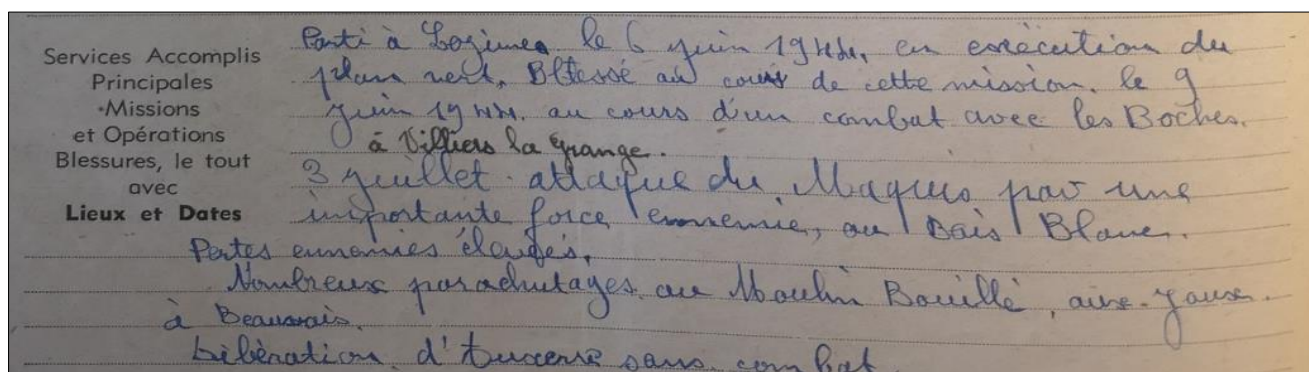 Services Accomplis
Principales
Missions
et Opérations
Blessures, le tout
avec
Lieux et Dates
Parti à Lezinnes le 6 juin 1944, en exécution du
plan vert, Blessé au cours de cette mission, le 9
Juin 1944. au cours d'un combat avec les Boches.
à Villiers la Grange.
3 juillet. attaque du Maquis par une
importante force ennemie, au Bois Blanc.
Pertes ennemies élevées,
Nombreux parachutages, au Moulin Bouillé, aux
à Beauvais.
Libération d'Auxerre sans combat.